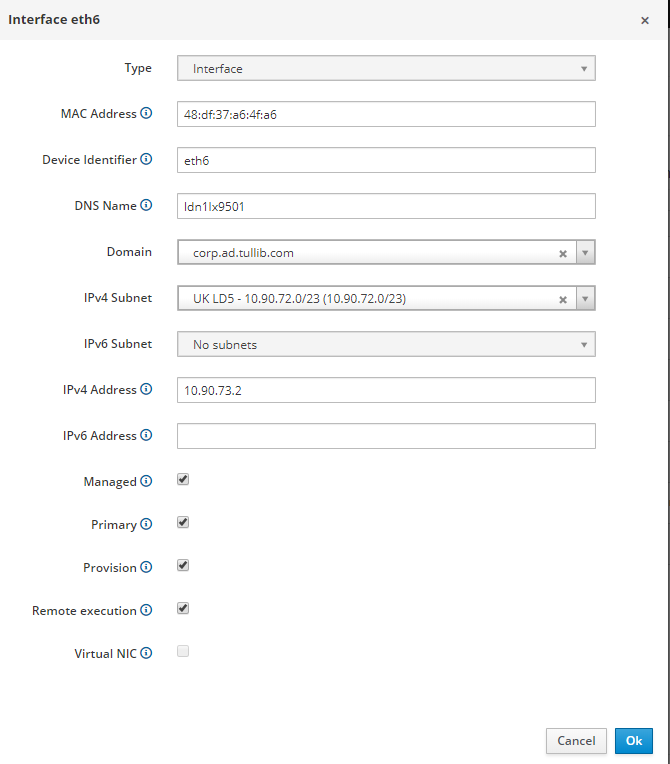 Interface eth6 ×
Type Interface
MAC Address 48:df:37:a6:4f:a6
Device Identifier eth6
DNS Name ldn1lx9501
Domain corp.ad.tullib.com
IPv4 Subnet UK LD5 - 10.90.72.0/23 (10.90.72.0/23)
IPv6 Subnet No subnets
IPv4 Address 10.90.73.2
IPv6 Address
Managed
Primary
Provision
Remote execution
Virtual NIC
Cancel Ok